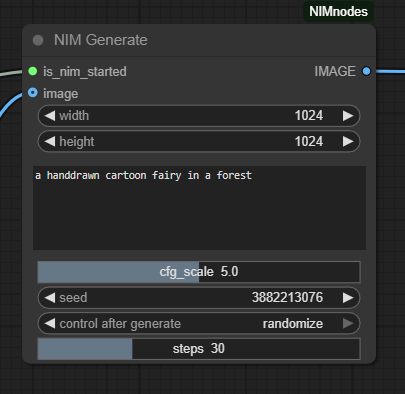 NIMnodes
NIM Generate
is_nim_started IMAGE
image
width 1024
height 1024
a handdrawn cartoon fairy in a forest
cfg_scale 5.0
seed 3882213076
control after generate randomize
steps 30